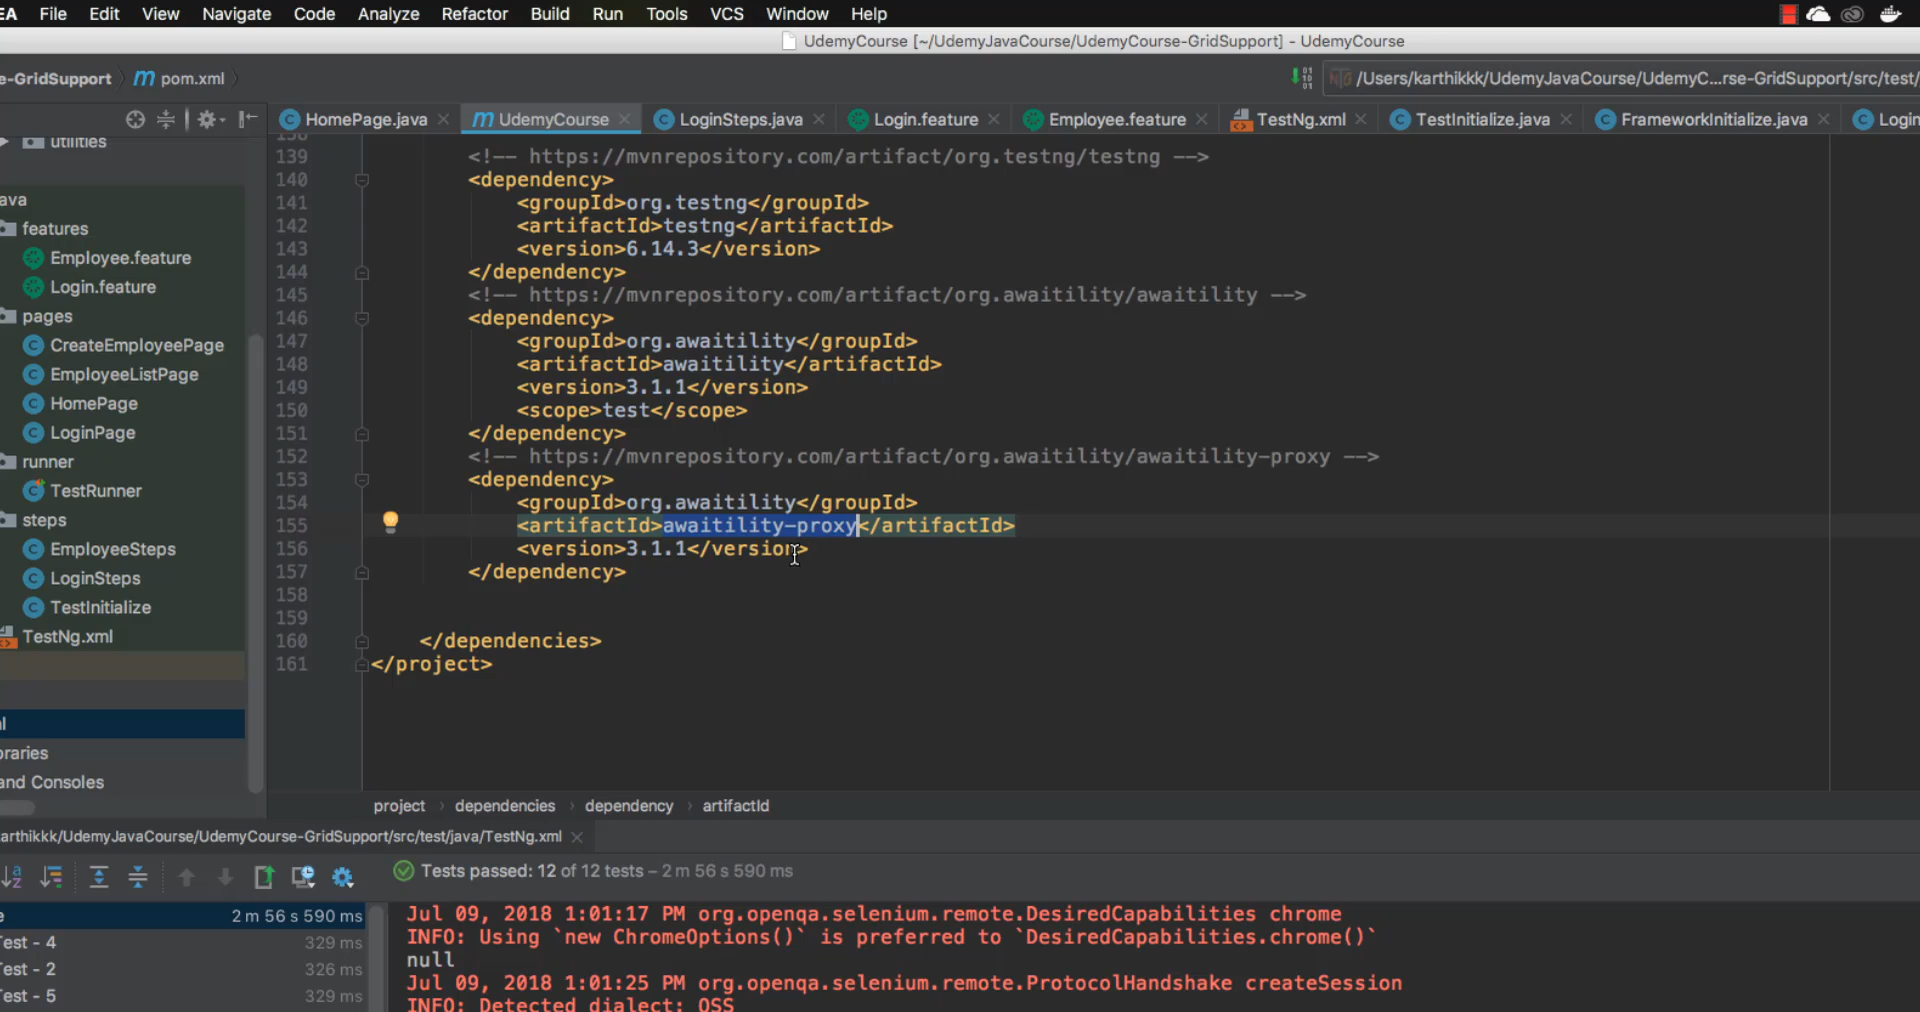 EA File Edit View Navigate Code Analyze Refactor Build Run Tools VCS Window Help
UdemyCourse [~/UdemyJavaCourse/UdemyCourse-GridSupport] - UdemyCourse
e-GridSupport m pom.xml /Users/karthikkk/UdemyJavaCourse/UdemyC...rse-GridSupport/src/test/
HomePage.java UdemyCourse LoginSteps.java Login.feature Employee.feature TestNg.xml TestInitialize.java FrameworkInitialize.java Login
utilities
ava
features
Employee.feature
Login.feature
pages
CreateEmployeePage
EmployeeListPage
HomePage
LoginPage
runner
TestRunner
steps
EmployeeSteps
LoginSteps
TestInitialize
TestNg.xml
l
braries
and Consoles
139 <!-- https://mvnrepository.com/artifact/org.testng/testng -->
140 <dependency>
141 <groupId>org.testng</groupId>
142 <artifactId>testng</artifactId>
143 <version>6.14.3</version>
144 </dependency>
145 <!-- https://mvnrepository.com/artifact/org.awaitility/awaitility -->
146 <dependency>
147 <groupId>org.awaitility</groupId>
148 <artifactId>awaitility</artifactId>
149 <version>3.1.1</version>
150 <scope>test</scope>
151 </dependency>
152 <!-- https://mvnrepository.com/artifact/org.awaitility/awaitility-proxy -->
153 <dependency>
154 <groupId>org.awaitility</groupId>
155 <artifactId>awaitility-proxy</artifactId>
156 <version>3.1.1</version>
157 </dependency>
158
159
160 </dependencies>
161 </project>
project dependencies dependency artifactId
arthikkk/UdemyJavaCourse/UdemyCourse-GridSupport/src/test/java/TestNg.xml
Tests passed: 12 of 12 tests – 2 m 56 s 590 ms
e 2 m 56 s 590 ms
Test - 4 329 ms
Test - 2 326 ms
Test - 5 329 ms
Jul 09, 2018 1:01:17 PM org.openqa.selenium.remote.DesiredCapabilities chrome
INFO: Using `new ChromeOptions()` is preferred to `DesiredCapabilities.chrome()`
null
Jul 09, 2018 1:01:25 PM org.openqa.selenium.remote.ProtocolHandshake createSession
INFO: Detected dialect: OSS